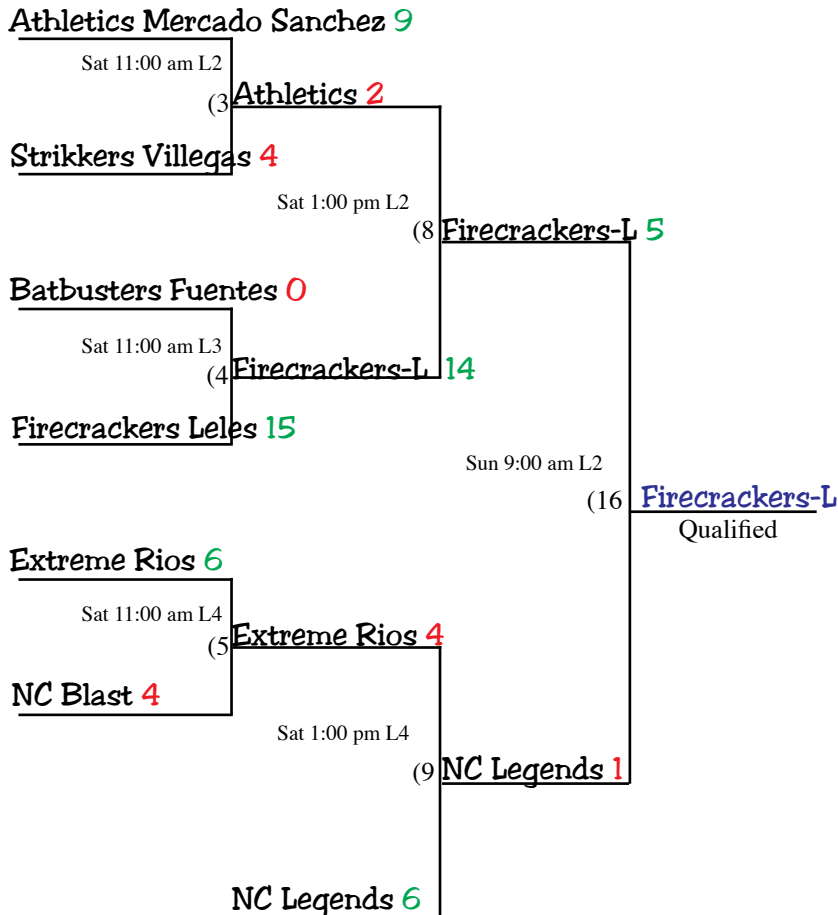 Athletics Mercado Sanchez 9
Sat 11:00 am L2
(3 Athletics 2
Strikkers Villegas 4
Sat 1:00 pm L2
(8 Firecrackers-L 5
Batbusters Fuentes 0
Sat 11:00 am L3
(4 Firecrackers-L 14
Firecrackers Leles 15
Sun 9:00 am L2
(16 Firecrackers-L
Qualified
Extreme Rios 6
Sat 11:00 am L4
(5 Extreme Rios 4
NC Blast 4
Sat 1:00 pm L4
(9 NC Legends 1
NC Legends 6